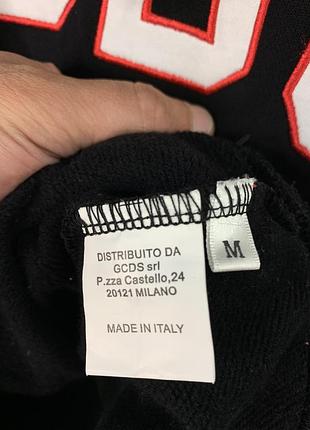 DISTRIBUITO DA
GCDS srl
P.zza Castello,24
20121 MILANO
MADE IN ITALY
M